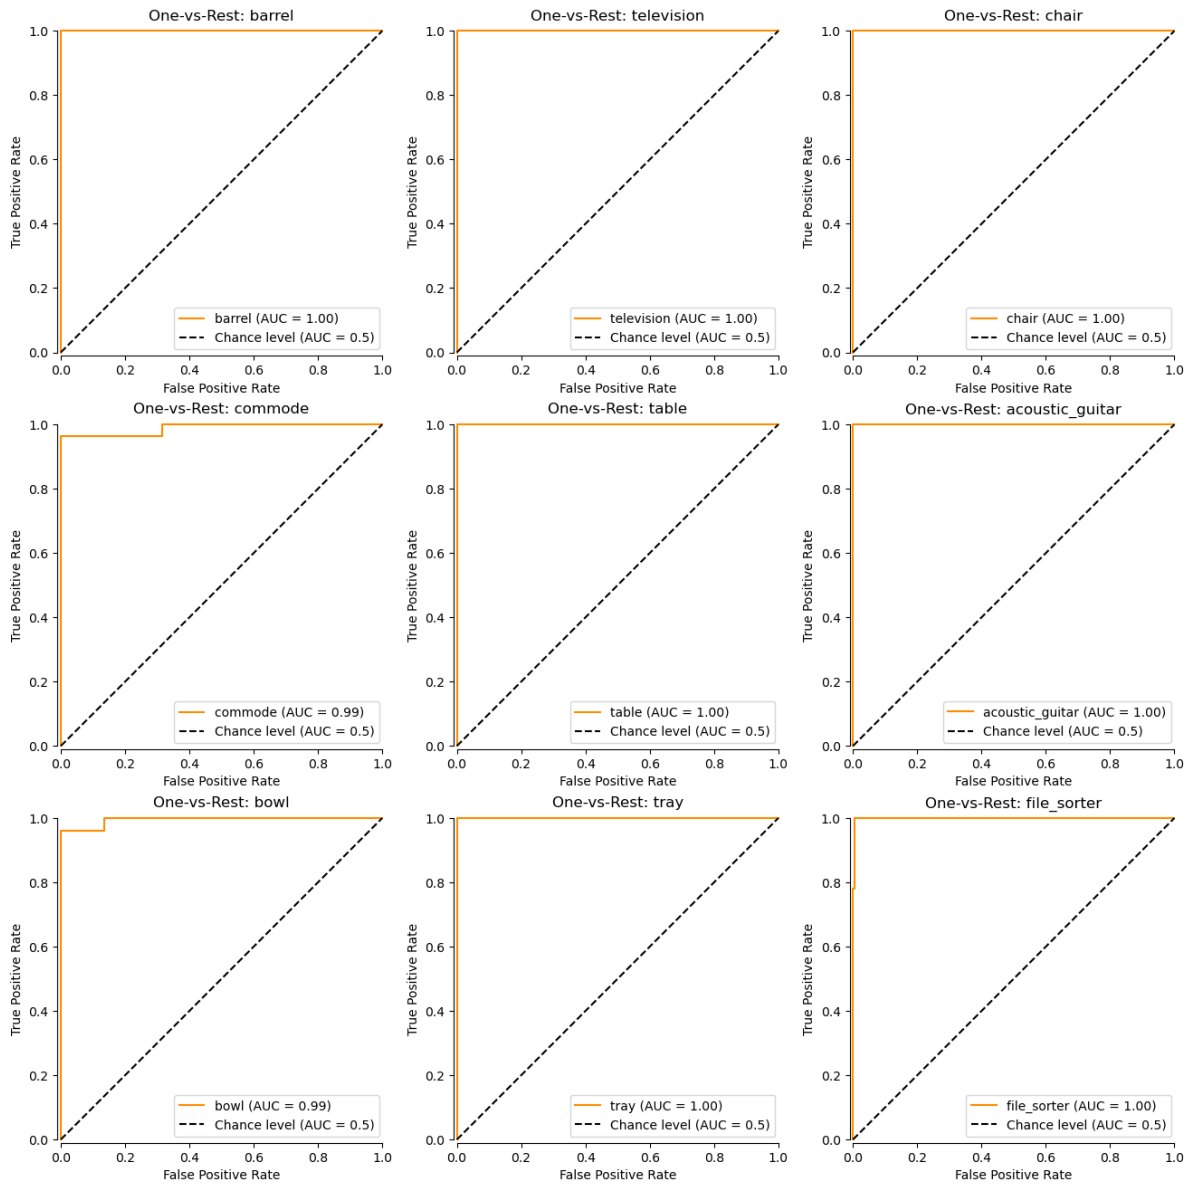 One-vs-Rest: barrel
True Positive Rate
1.0
0.8
0.6
0.4
0.2
0.0
barrel (AUC = 1.00)
Chance level (AUC = 0.5)
0.0 0.2 0.4 0.6 0.8 1.0
False Positive Rate
One-vs-Rest: television
True Positive Rate
1.0
0.8
0.6
0.4
0.2
0.0
television (AUC = 1.00)
Chance level (AUC = 0.5)
0.0 0.2 0.4 0.6 0.8 1.0
False Positive Rate
One-vs-Rest: chair
True Positive Rate
1.0
0.8
0.6
0.4
0.2
0.0
chair (AUC = 1.00)
Chance level (AUC = 0.5)
0.0 0.2 0.4 0.6 0.8 1.0
False Positive Rate
One-vs-Rest: commode
True Positive Rate
1.0
0.8
0.6
0.4
0.2
0.0
commode (AUC = 0.99)
Chance level (AUC = 0.5)
0.0 0.2 0.4 0.6 0.8 1.0
False Positive Rate
One-vs-Rest: table
True Positive Rate
1.0
0.8
0.6
0.4
0.2
0.0
table (AUC = 1.00)
Chance level (AUC = 0.5)
0.0 0.2 0.4 0.6 0.8 1.0
False Positive Rate
One-vs-Rest: acoustic_guitar
True Positive Rate
1.0
0.8
0.6
0.4
0.2
0.0
acoustic_guitar (AUC = 1.00)
Chance level (AUC = 0.5)
0.0 0.2 0.4 0.6 0.8 1.0
False Positive Rate
One-vs-Rest: bowl
True Positive Rate
1.0
0.8
0.6
0.4
0.2
0.0
bowl (AUC = 0.99)
Chance level (AUC = 0.5)
0.0 0.2 0.4 0.6 0.8 1.0
False Positive Rate
One-vs-Rest: tray
True Positive Rate
1.0
0.8
0.6
0.4
0.2
0.0
tray (AUC = 1.00)
Chance level (AUC = 0.5)
0.0 0.2 0.4 0.6 0.8 1.0
False Positive Rate
One-vs-Rest: file_sorter
True Positive Rate
1.0
0.8
0.6
0.4
0.2
0.0
file_sorter (AUC = 1.00)
Chance level (AUC = 0.5)
0.0 0.2 0.4 0.6 0.8 1.0
False Positive Rate